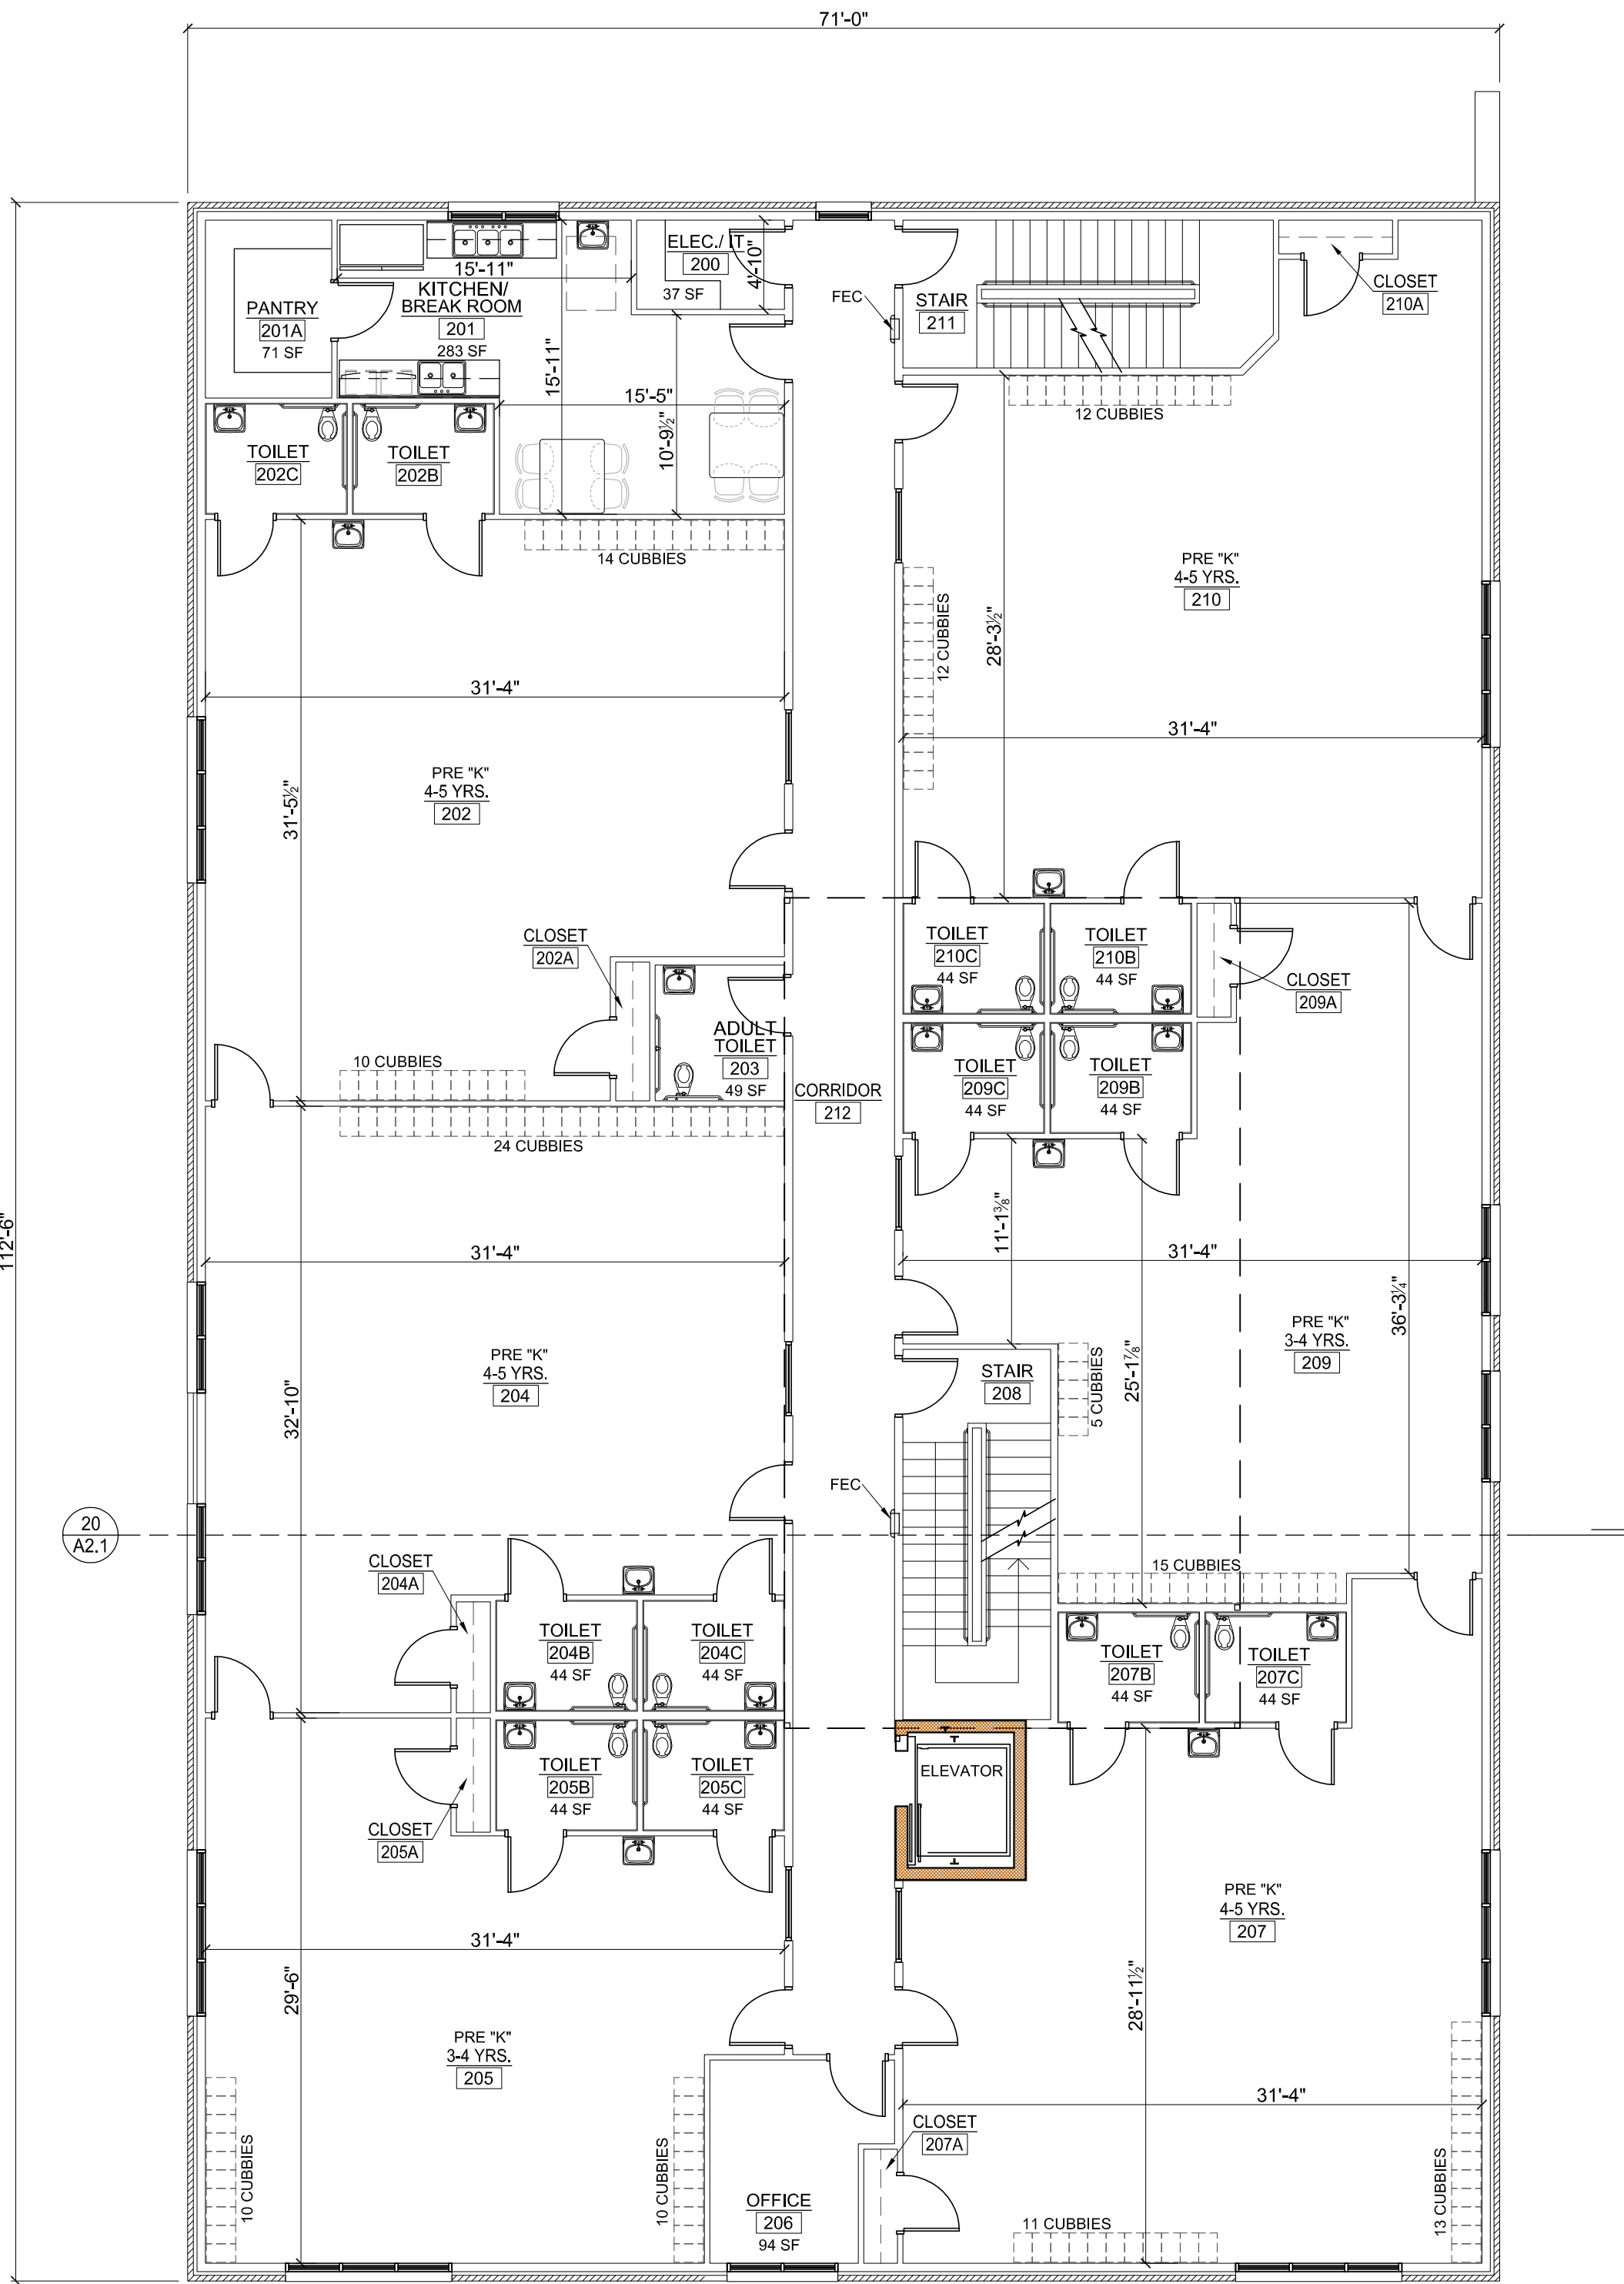 71'-0"
112'-6"
PANTRY
201A
71 SF
15'-11"
KITCHEN/
BREAK ROOM
201
283 SF
15'-11"
15'-5"
10'-9½"
ELEC./ IT
200
37 SF
4'-10"
FEC
STAIR
211
CLOSET
210A
12 CUBBIES
TOILET
202C
TOILET
202B
14 CUBBIES
12 CUBBIES
28'-3½"
PRE "K"
4-5 YRS.
210
31'-4"
31'-4"
PRE "K"
4-5 YRS.
202
31'-5½"
CLOSET
202A
ADULT
TOILET
203
49 SF
10 CUBBIES
24 CUBBIES
CORRIDOR
212
TOILET
210C
44 SF
TOILET
210B
44 SF
CLOSET
209A
TOILET
209C
44 SF
TOILET
209B
44 SF
11'-1⅜"
31'-4"
31'-4"
25'-1⅞"
36'-3¼"
PRE "K"
3-4 YRS.
209
PRE "K"
4-5 YRS.
204
32'-10"
STAIR
208
5 CUBBIES
FEC
20
A2.1
15 CUBBIES
CLOSET
204A
TOILET
204B
44 SF
TOILET
204C
44 SF
TOILET
207B
44 SF
TOILET
207C
44 SF
TOILET
205B
44 SF
TOILET
205C
44 SF
CLOSET
205A
ELEVATOR
PRE "K"
4-5 YRS.
207
31'-4"
29'-6"
28'-11½"
PRE "K"
3-4 YRS.
205
31'-4"
10 CUBBIES
10 CUBBIES
OFFICE
206
94 SF
CLOSET
207A
11 CUBBIES
13 CUBBIES